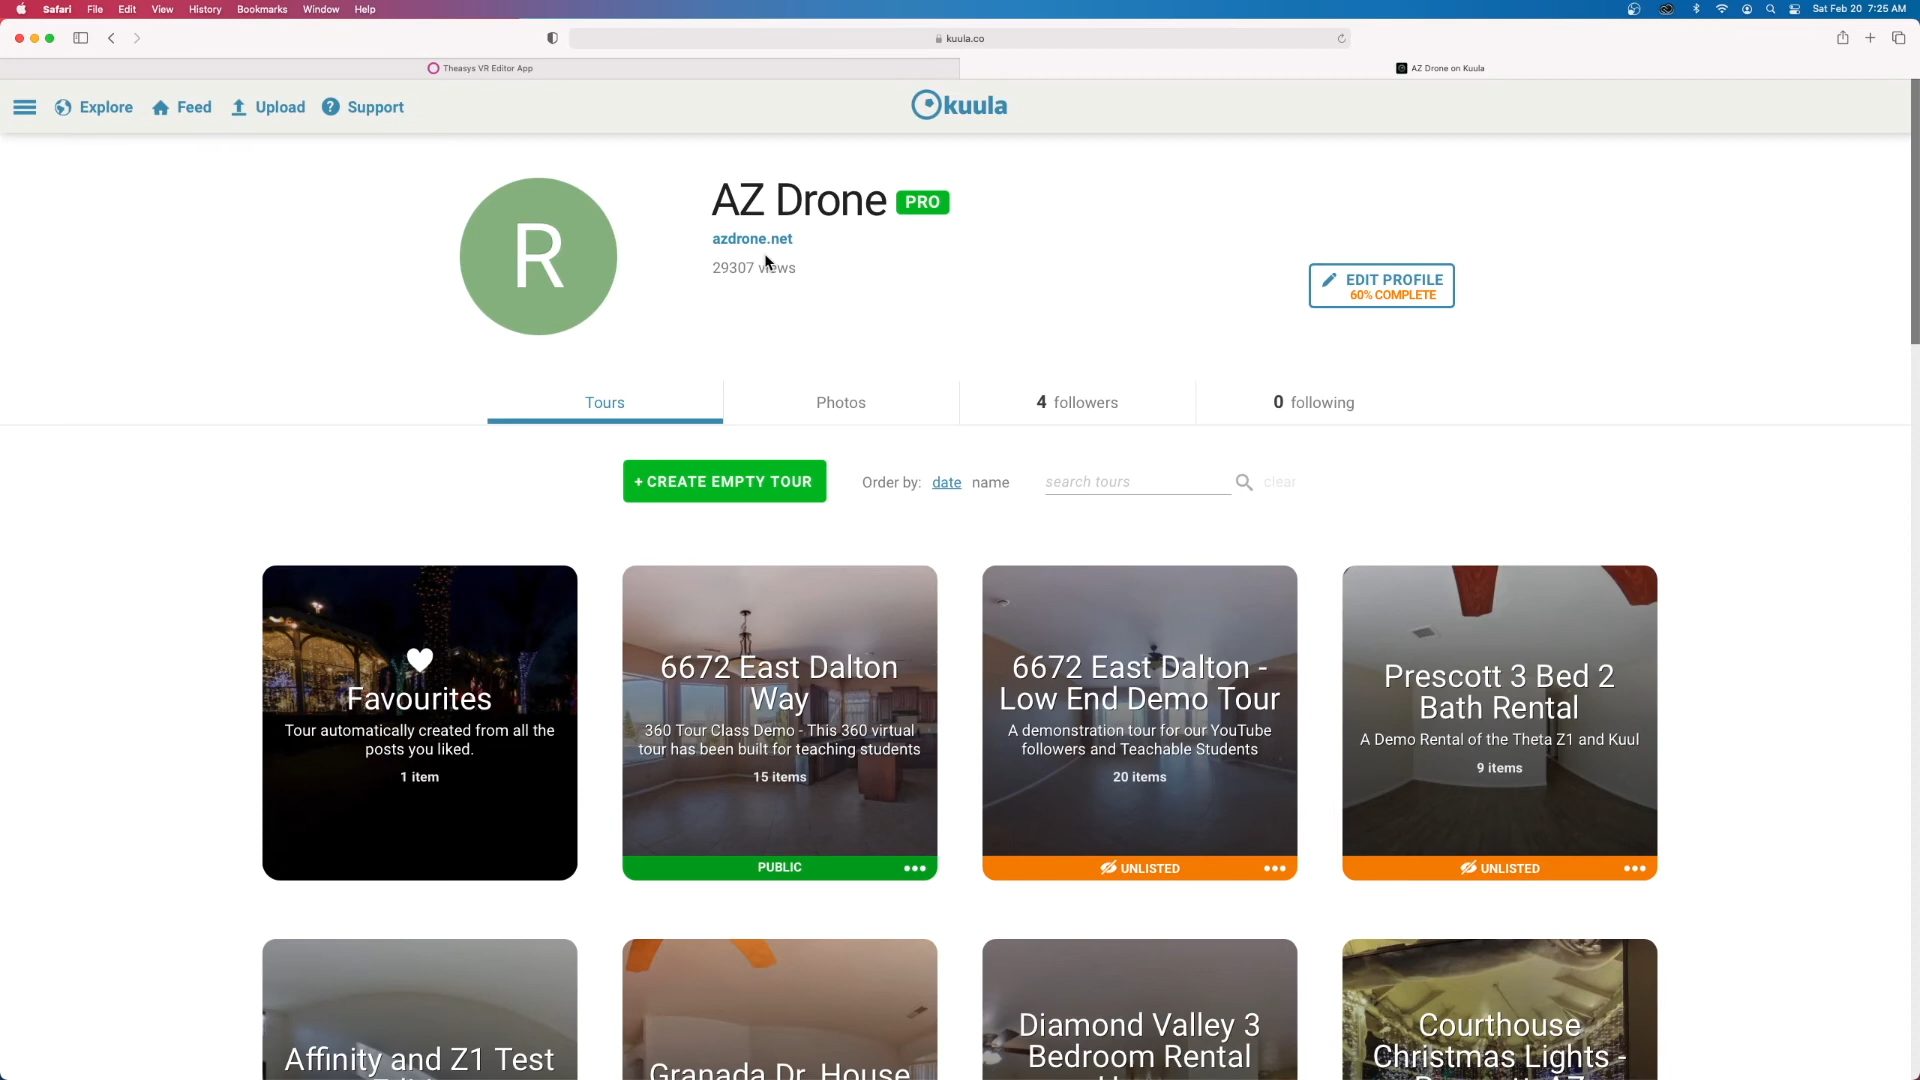 Safari File Edit View History Bookmarks Window Help Sat Feb 20 7:25 AM
kuula.co
Theasys VR Editor App AZ Drone on Kuula
Explore Feed Upload Support kuula
R
AZ Drone PRO
azdrone.net
29307 views
EDIT PROFILE
60% COMPLETE
Tours Photos 4 followers 0 following
+ CREATE EMPTY TOUR Order by: date name search tours clear
Favourites
Tour automatically created from all the
posts you liked.
1 item
6672 East Dalton
Way
360 Tour Class Demo - This 360 virtual
tour has been built for teaching students
15 items
PUBLIC
6672 East Dalton -
Low End Demo Tour
A demonstration tour for our YouTube
followers and Teachable Students
20 items
UNLISTED
Prescott 3 Bed 2
Bath Rental
A Demo Rental of the Theta Z1 and Kuul
9 items
UNLISTED
Affinity and Z1 Test
Granada Dr. House
Diamond Valley 3
Bedroom Rental
Courthouse
Christmas Lights -